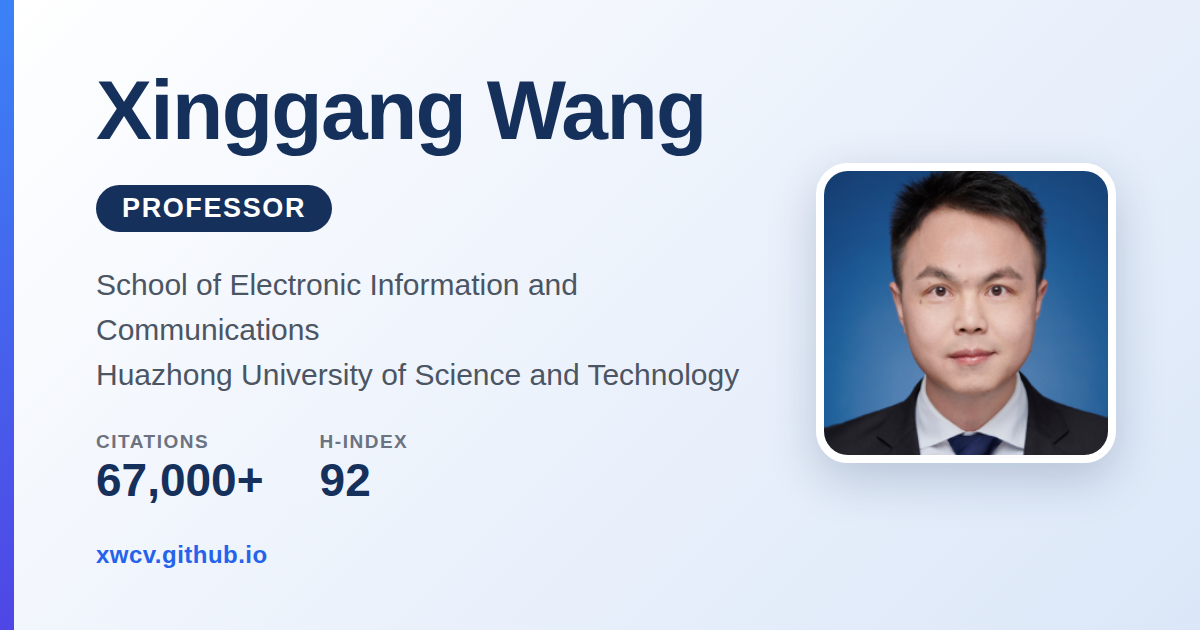 Xinggang Wang
PROFESSOR
School of Electronic Information and
Communications
Huazhong University of Science and Technology
CITATIONS
67,000+
H-INDEX
92
xwcv.github.io